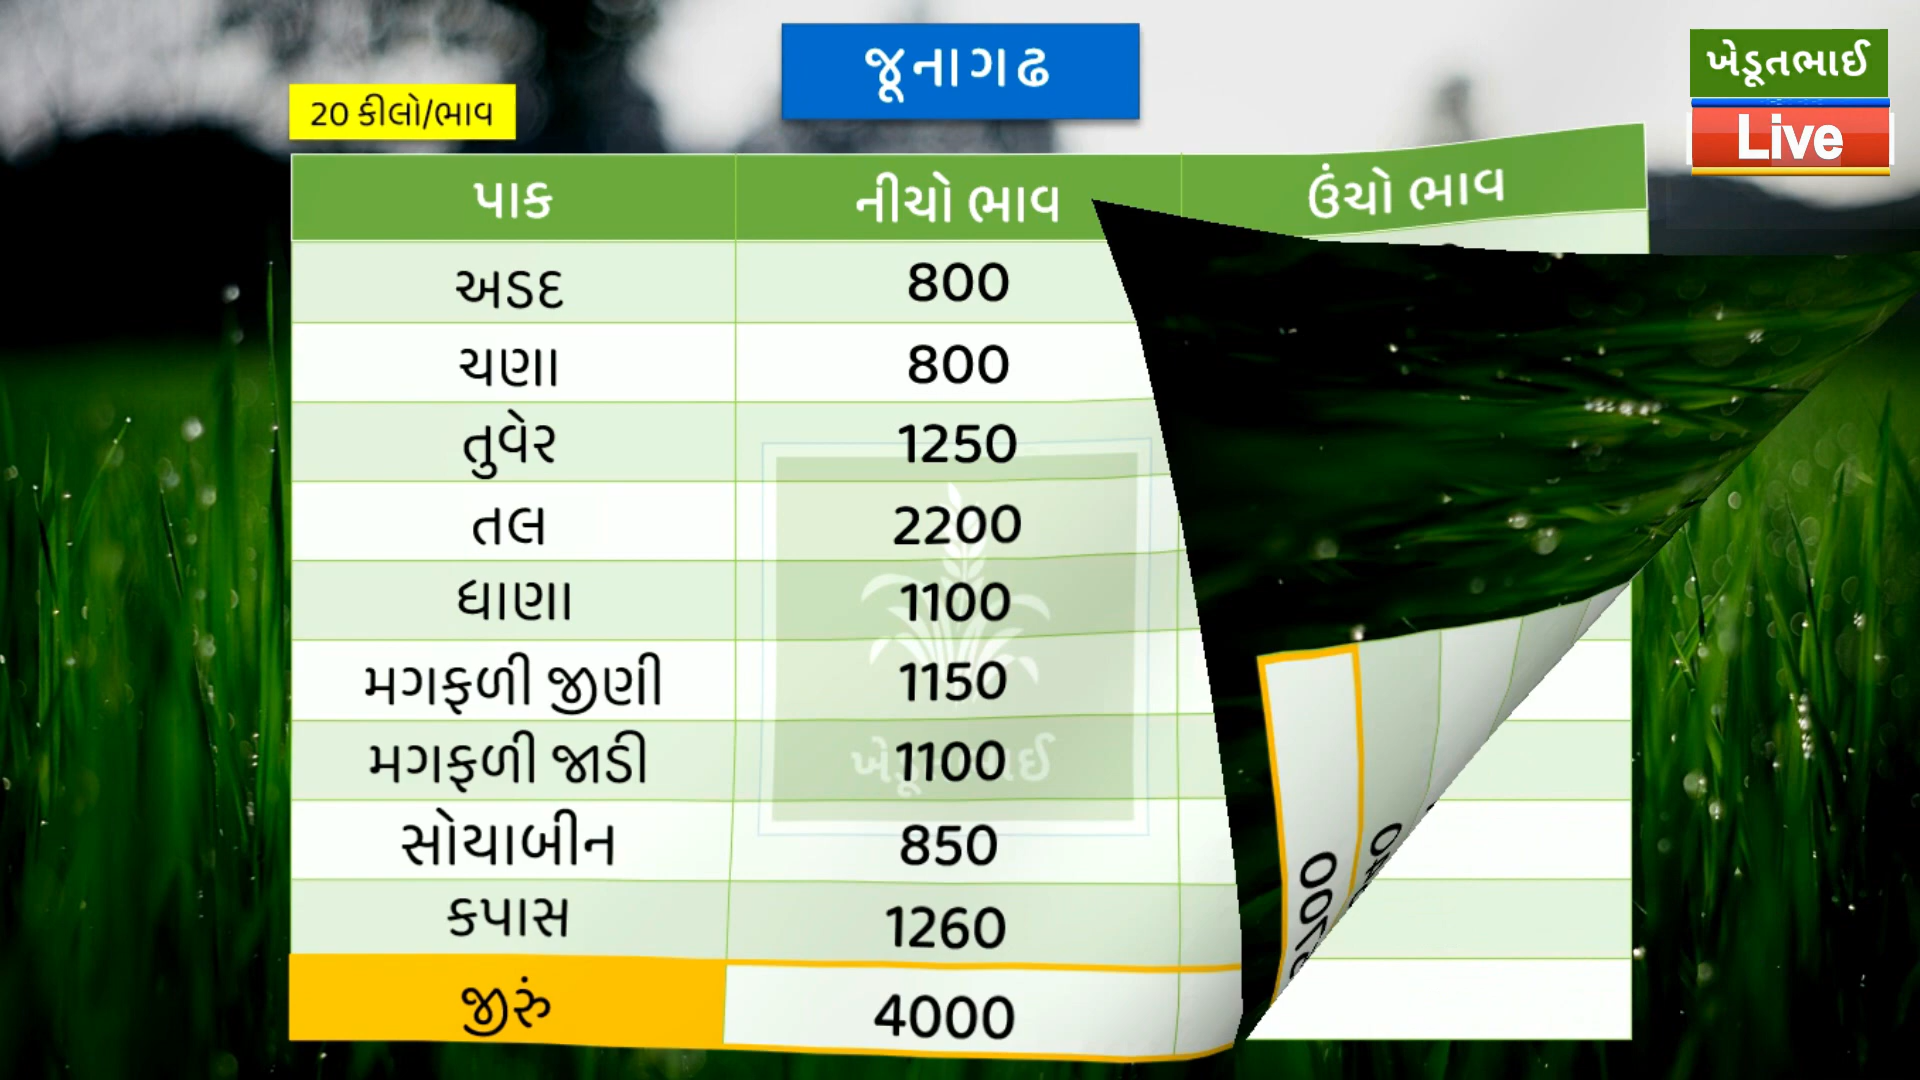 જૂનાગઢ
ખેડૂતભાઈ
Live
20 કીલો/ભાવ
પાક નીચો ભાવ ઉંચો ભાવ
અડદ 800
ચણા 800
તુવેર 1250
તલ 2200
ધાણા 1100
મગફળી જીણી 1150
મગફળી જાડી 1100
સોયાબીન 850
કપાસ 1260
જીરું 4000